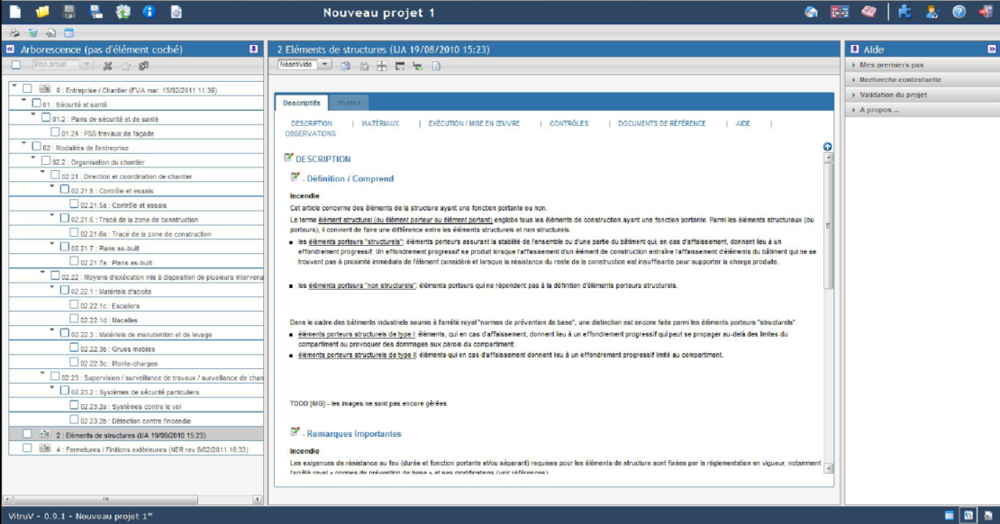 Nouveau projet 1
Arborescence (pas d'élément coché)
Mon projet
0 : Entreprise / Chantier (FVA mar. 15/02/2011 11:39)
01 : Sécurité et santé
01.2 : Plans de sécurité et de santé
01.24 : PSS travaux de façade
02 : Modalités de l'entreprise
02.2 : Organisation du chantier
02.21 : Direction et coordination de chantier
02.21.5 : Contrôle et essais
02.21.5a : Contrôle et essais
02.21.6 : Tracé de la zone de construction
02.21.6a : Tracé de la zone de construction
02.21.7 : Plans as-built
02.21.7a : Plans as-built
02.22 : Moyens d'exécution mis à disposition de plusieurs intervena
02.22.1 : Matériels d'accès
02.22.1c : Escaliers
02.22.1d : Nacelles
02.22.3 : Matériels de manutention et de levage
02.22.3b : Grues mobiles
02.22.3c : Monte-charges
02.23 : Supervision / surveillance de travaux / surveillance de chan
02.23.2 : Systèmes de sécurité particuliers
02.23.2a : Systèmes contre le vol
02.23.2b : Détection contre l'incendie
2 : Eléments de structures (IJA 19/08/2010 15:23)
4 : Fermetures / Finitions extérieures (NER rev 8/02/2011 16:33)
2 Eléments de structures (IJA 19/08/2010 15:23)
Néant/vide
Descriptifs
Postes
DESCRIPTION | MATÉRIAUX | EXÉCUTION / MISE EN ŒUVRE | CONTRÔLES | DOCUMENTS DE RÉFÉRENCE | AIDE |
OBSERVATIONS
DESCRIPTION
- Définition / Comprend
Incendie
Cet article concerne des éléments de la structure ayant une fonction portante ou non.
Le terme élément structural (ou élément porteur ou élément portant) englobe tous les éléments de construction ayant une fonction portante. Parmi les éléments structuraux (ou
porteurs), il convient de faire une différence entre les éléments structurels et non structurels.
les éléments porteurs "structurels": éléments porteurs assurant la stabilité de l'ensemble ou d'une partie du bâtiment qui, en cas d'affaissement, donnent lieu à un
effondrement progressif. Un effondrement progressif se produit lorsque l'affaissement d'un élément de construction entraîne l'affaissement d'éléments du bâtiment qui ne se
trouvent pas à proximité immédiate de l'élément considéré et lorsque la résistance du reste de la construction est insuffisante pour supporter la charge produite.
les éléments porteurs "non structurels"; éléments porteurs qui ne répondent pas à la définition d'éléments porteurs structurels.
Dans le cadre des bâtiments industriels soumis à l'arrêté royal "normes de prévention de base", une distinction est encore faits parmi les éléments porteurs "structurels"
éléments porteurs structurels de type I: éléments, qui en cas d'affaissement, donnent lieu à un effondrement progressif qui peut se propager au-delà des limites du
compartiment ou provoquer des dommages aux parois du compartiment;
éléments porteurs structurels de type II: éléments qui en cas d'affaissement donnent lieu à un effondrement progressif limité au compartiment.
TODO [IMG] - les images ne sont pas encore gérées
- Remarques importantes
Incendie
Les exigences de résistance au feu (durée et fonction portante et/ou séparant) requises pour les éléments de structure sont fixées par la réglementation en vigueur, notamment
l'arrêté royal « normes de prévention de base » et ses modifications (voir références).
Aide
Mes premiers pas
Recherche contextuelle
Validation du projet
A propos ...
VitruV - 0.9.1 - Nouveau projet 1*